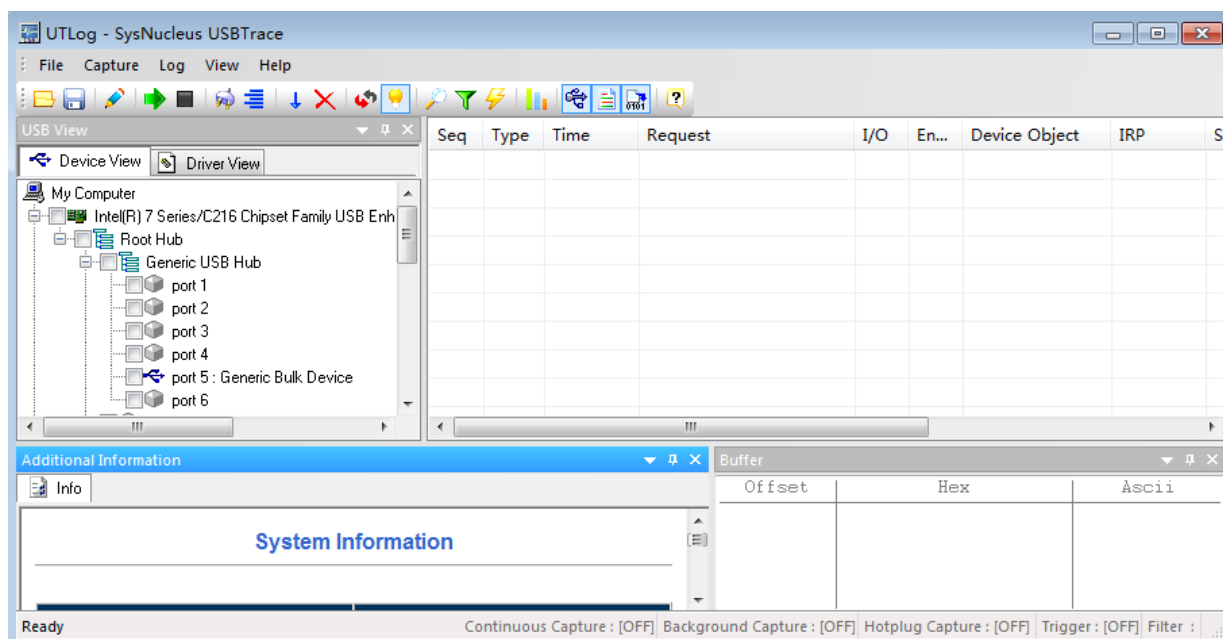 UTLog - SysNucleus USBTrace
File Capture Log View Help
USB View
Device View Driver View
My Computer
Intel(R) 7 Series/C216 Chipset Family USB Enh
Root Hub
Generic USB Hub
port 1
port 2
port 3
port 4
port 5 : Generic Bulk Device
port 6
Seq Type Time Request I/O En... Device Object IRP S
Additional Information
Info
System Information
Buffer
Offset Hex Ascii
Ready Continuous Capture : [OFF] Background Capture : [OFF] Hotplug Capture : [OFF] Trigger : [OFF] Filter :